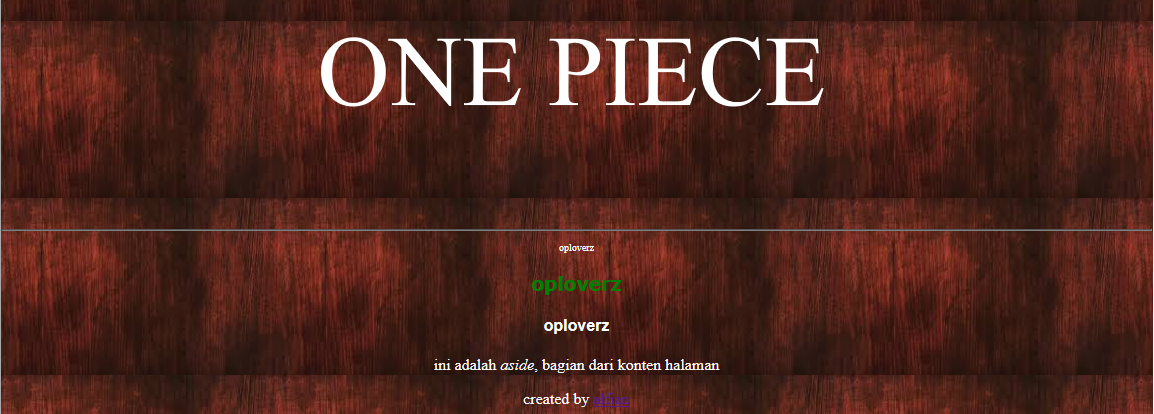 ONE PIECE
oploverz
oploverz
oploverz
ini adalah aside, bagian dari konten halaman
created by